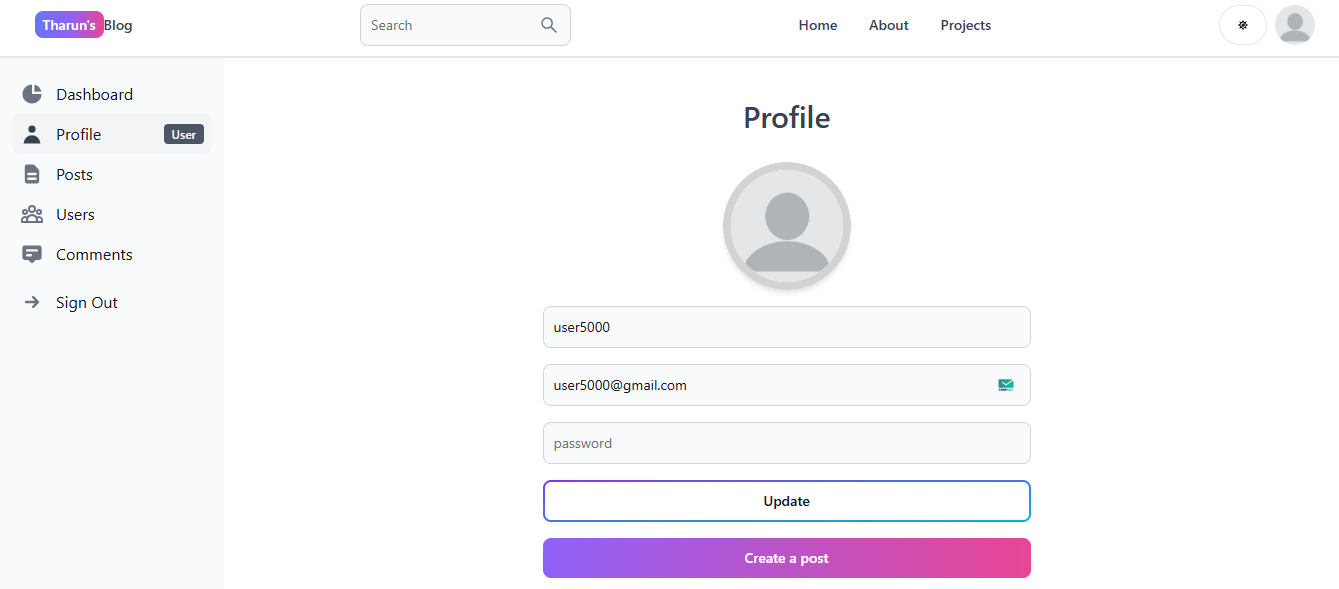 Tharun's Blog
Search
Home
About
Projects
Dashboard
Profile
User
Posts
Users
Comments
Sign Out
Profile
user5000
user5000@gmail.com
password
Update
Create a post